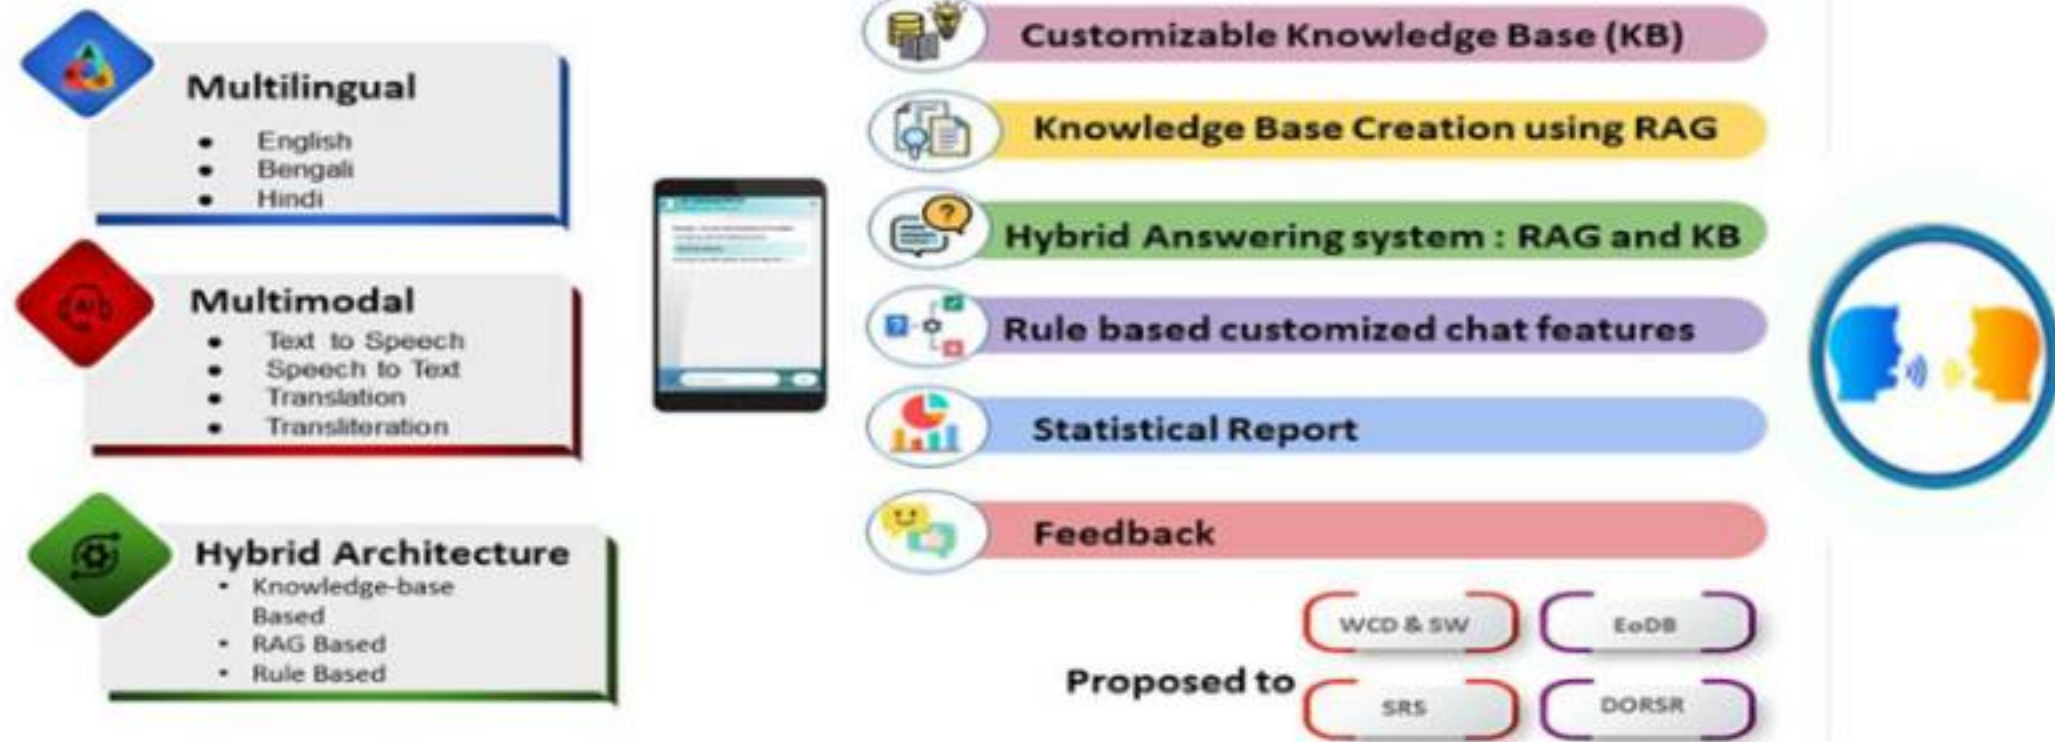 Multilingual
● English
● Bengali
● Hindi
Multimodal
● Text to Speech
● Speech to Text
● Translation
● Transliteration
Hybrid Architecture
• Knowledge-base
Based
• RAG Based
• Rule Based
Customizable Knowledge Base (KB)
Knowledge Base Creation using RAG
Hybrid Answering system : RAG and KB
Rule based customized chat features
Statistical Report
Feedback
Proposed to
WCD & SW
EoDB
SRS
DORSR